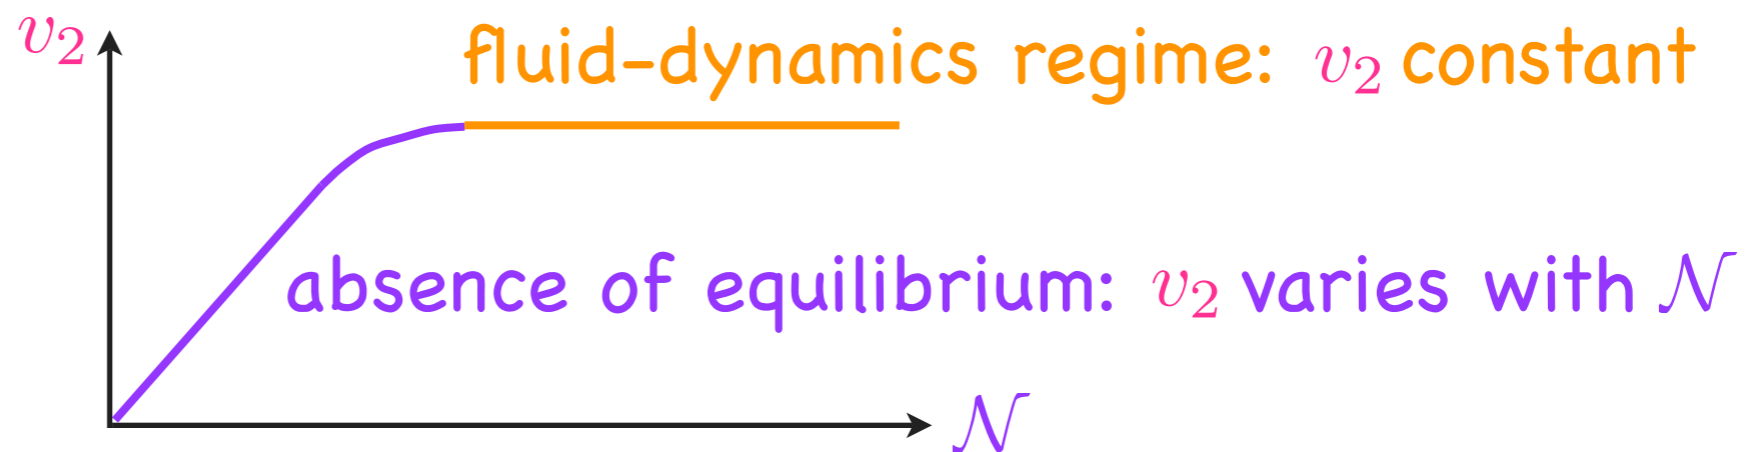 v₂
fluid-dynamics regime: v₂ constant
absence of equilibrium: v₂ varies with 𝒩
𝒩